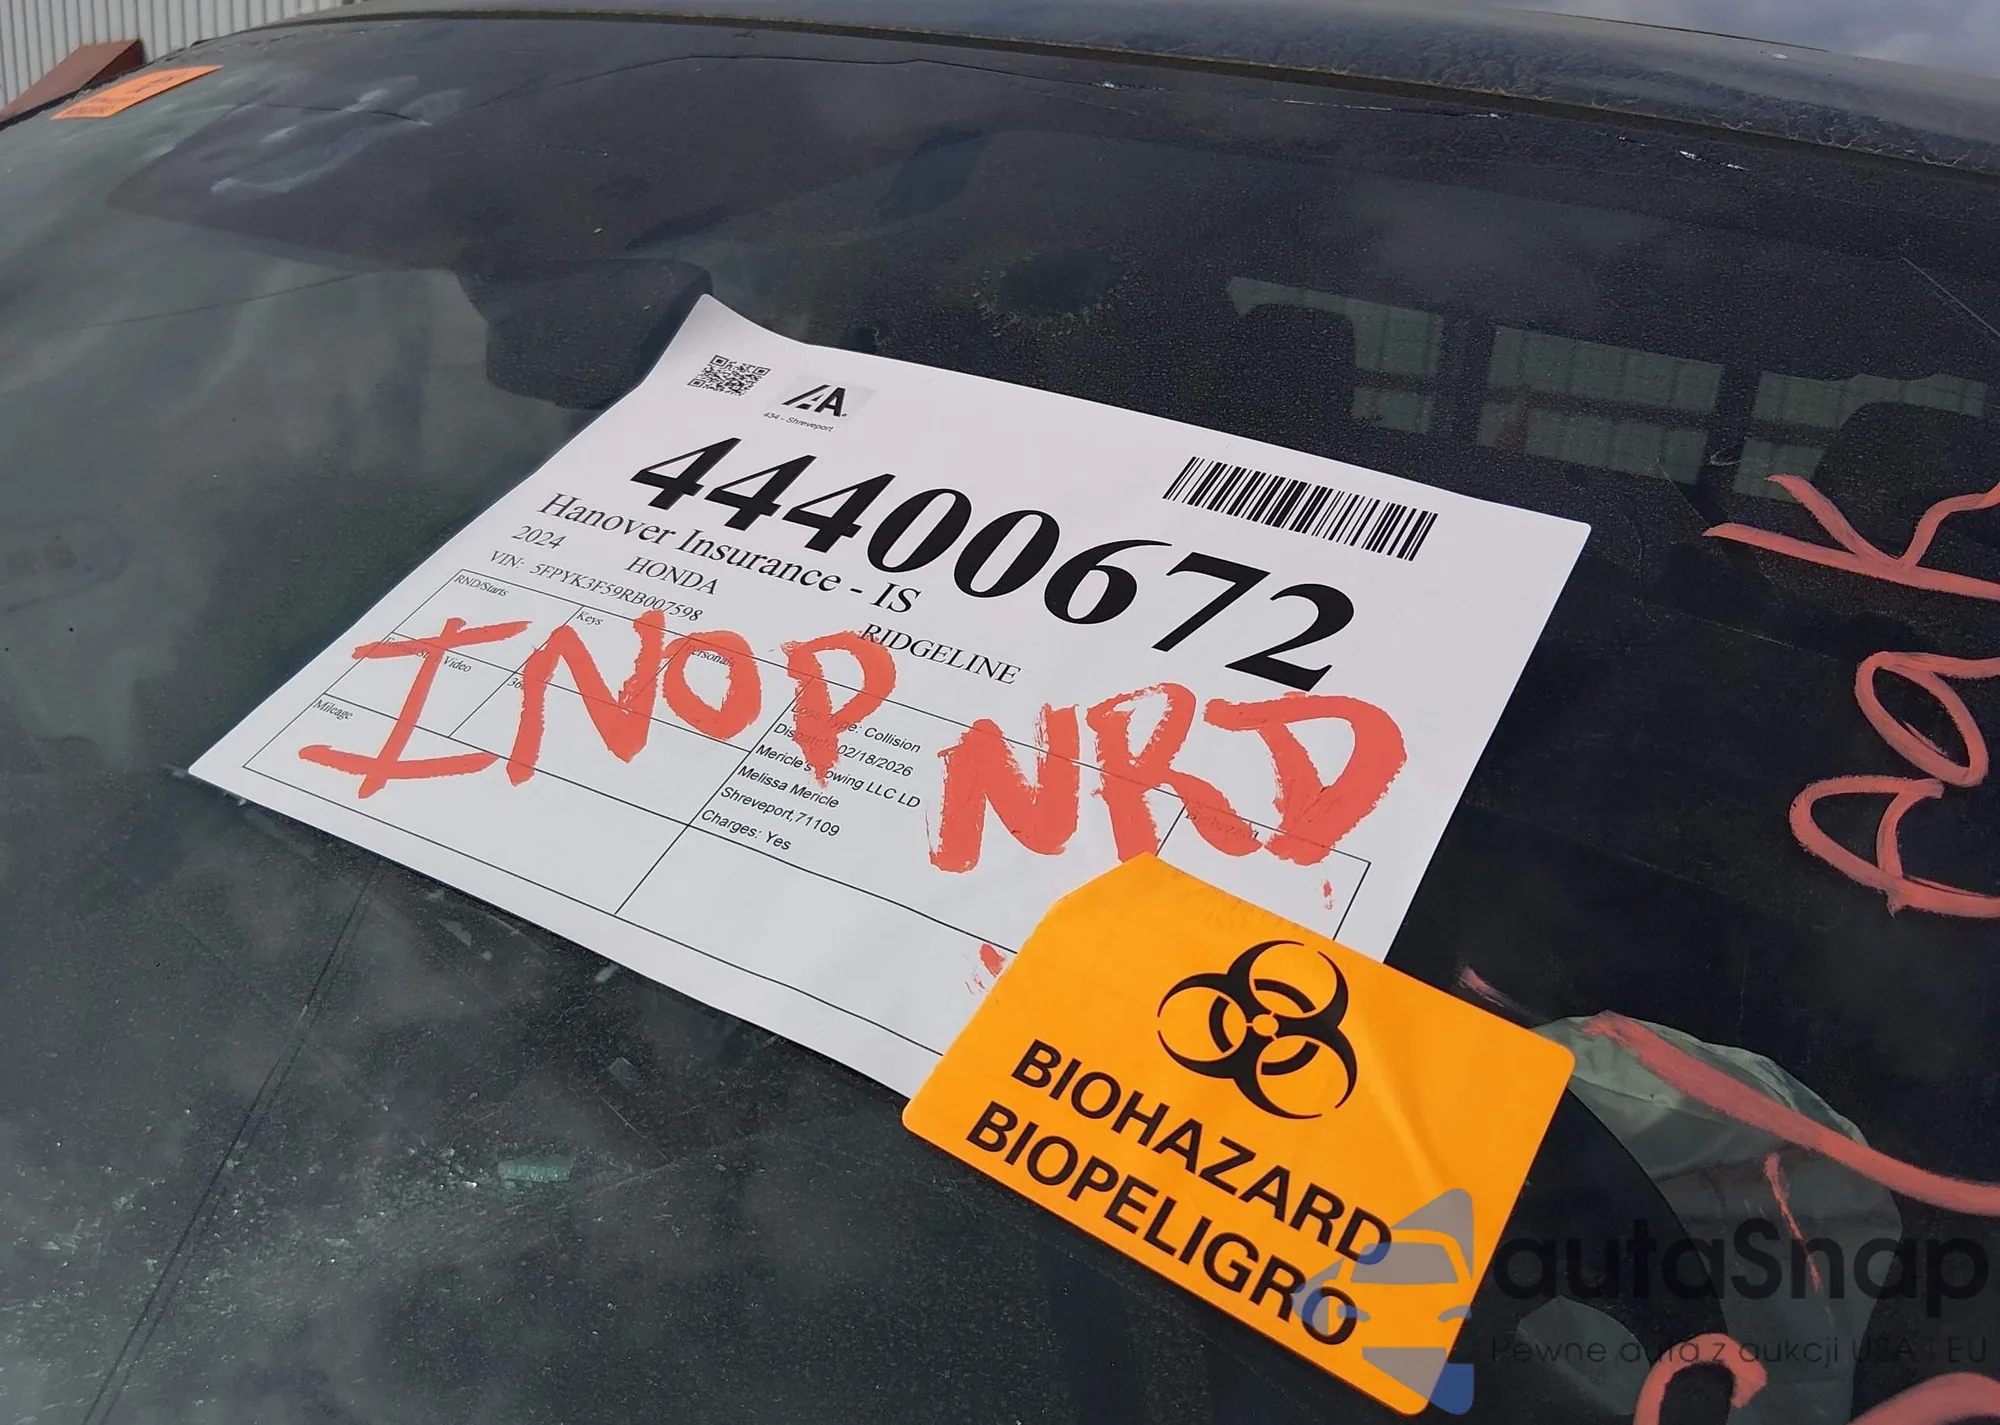 IAA
434 - Shreveport
44400672
Hanover Insurance - IS
2024 HONDA RIDGELINE
VIN: 5FPYK3F59RB007598
RND/Starts
Keys
Personals
Video
360
Mileage
INOP NRD
Loss Type: Collision
Dispatch: 02/18/2026
Mericle's Towing LLC LD
Melissa Mericle
Shreveport,71109
Charges: Yes
BIOHAZARD
BIOPELIGRO
autaSnap
Pewne auta z aukcji USA i EU